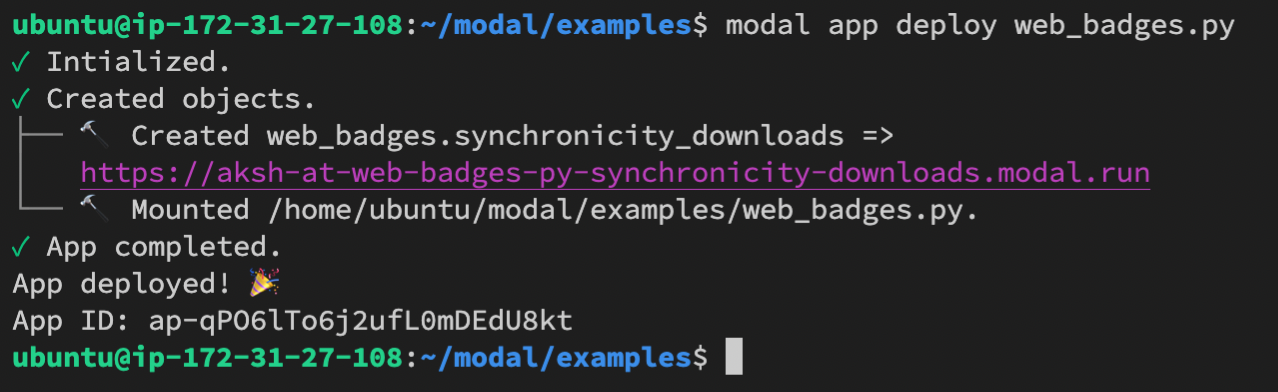 ubuntu@ip-172-31-27-108:~/modal/examples$ modal app deploy web_badges.py
✓ Intialized.
✓ Created objects.
├── 🔨 Created web_badges.synchronicity_downloads =>
│   https://aksh-at-web-badges-py-synchronicity-downloads.modal.run
└── 🔨 Mounted /home/ubuntu/modal/examples/web_badges.py.
✓ App completed.
App deployed! 🎉
App ID: ap-qPO6lTo6j2ufL0mDEdU8kt
ubuntu@ip-172-31-27-108:~/modal/examples$